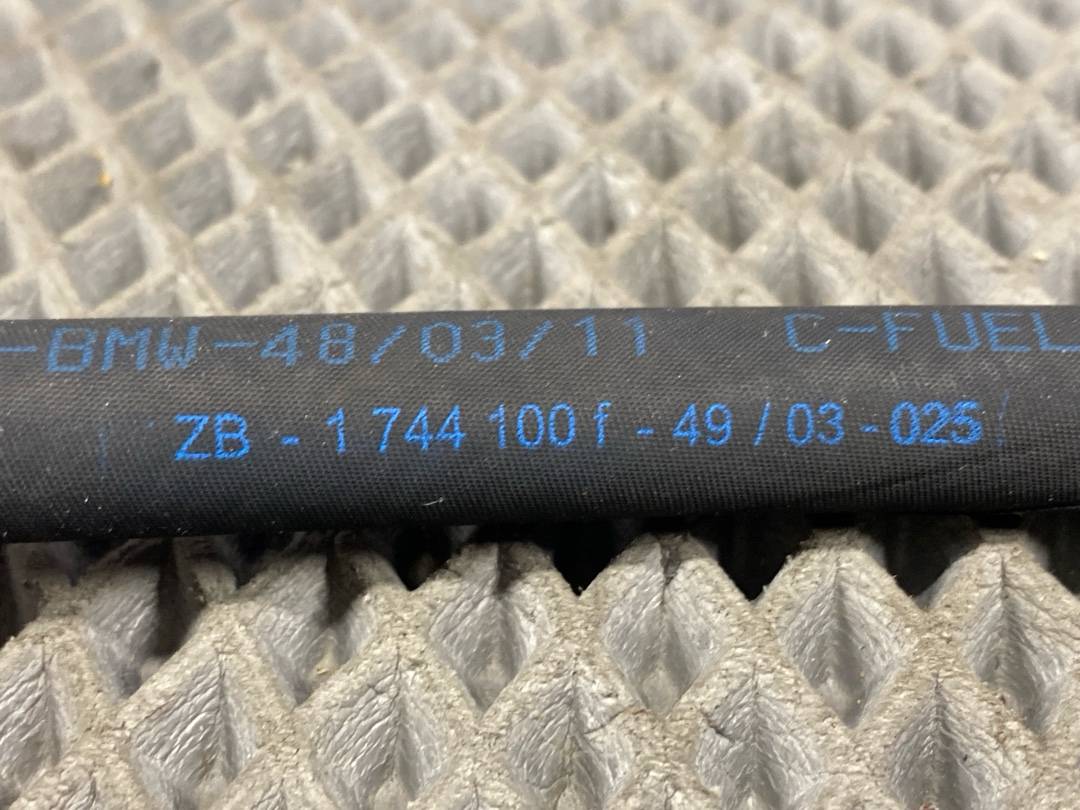 -BMW-48/03/11 C-FUEL
ZB - 1 744 100 f - 49 / 03 - 025